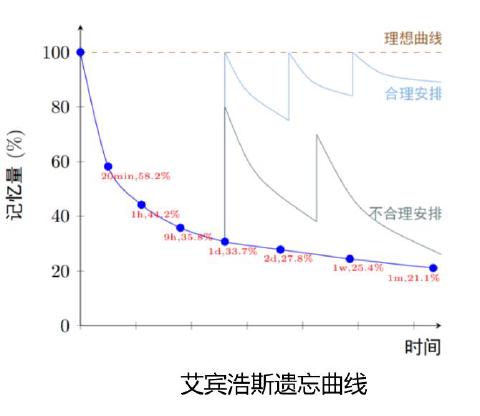 100
80
60
40
20
0
记忆量 (%)
理想曲线
合理安排
不合理安排
20min,58.2%
1h,44.2%
9h,35.8%
1d,33.7%
2d,27.8%
1w,25.4%
1m,21.1%
时间
艾宾浩斯遗忘曲线